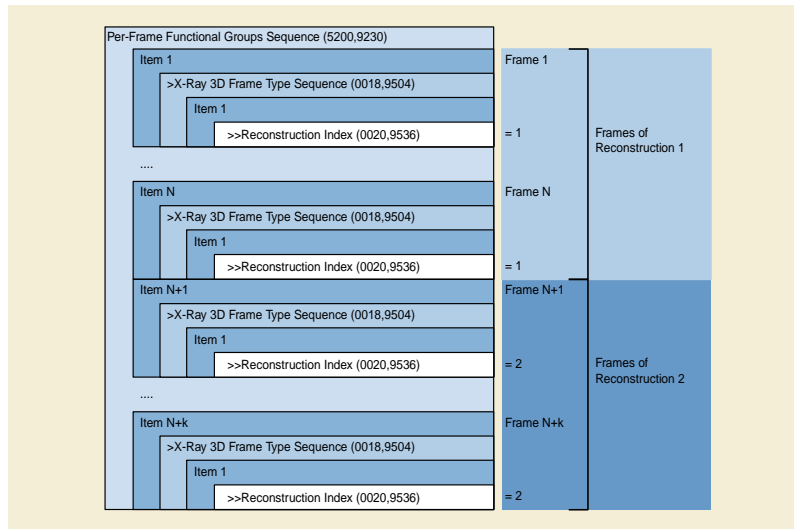 Per-Frame Functional Groups Sequence (5200,9230)
Item 1
Frame 1
>X-Ray 3D Frame Type Sequence (0018,9504)
Item 1
>>Reconstruction Index (0020,9536)
= 1
Frames of
Reconstruction 1
....
Item N
Frame N
>X-Ray 3D Frame Type Sequence (0018,9504)
Item 1
>>Reconstruction Index (0020,9536)
= 1
Item N+1
Frame N+1
>X-Ray 3D Frame Type Sequence (0018,9504)
Item 1
>>Reconstruction Index (0020,9536)
= 2
Frames of
Reconstruction 2
....
Item N+k
Frame N+k
>X-Ray 3D Frame Type Sequence (0018,9504)
Item 1
>>Reconstruction Index (0020,9536)
= 2